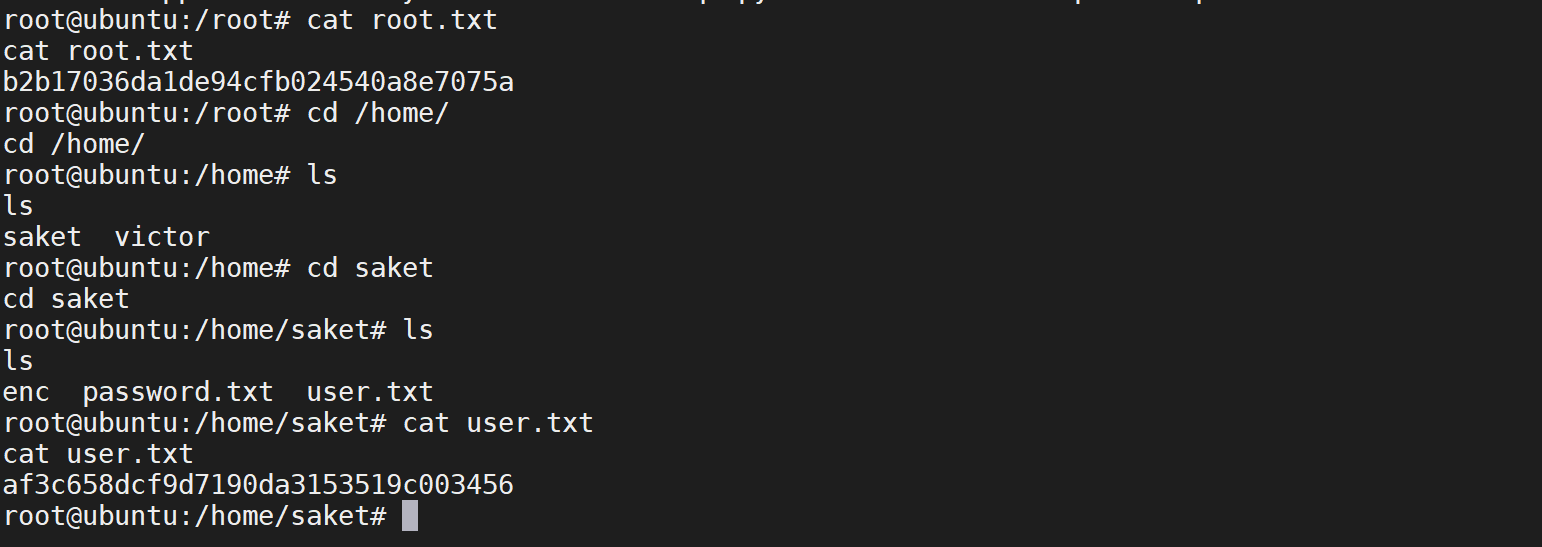 root@ubuntu:/root# cat root.txt
cat root.txt
b2b17036da1de94cfb024540a8e7075a
root@ubuntu:/root# cd /home/
cd /home/
root@ubuntu:/home# ls
ls
saket  victor
root@ubuntu:/home# cd saket
cd saket
root@ubuntu:/home/saket# ls
ls
enc  password.txt  user.txt
root@ubuntu:/home/saket# cat user.txt
cat user.txt
af3c658dcf9d7190da3153519c003456
root@ubuntu:/home/saket#